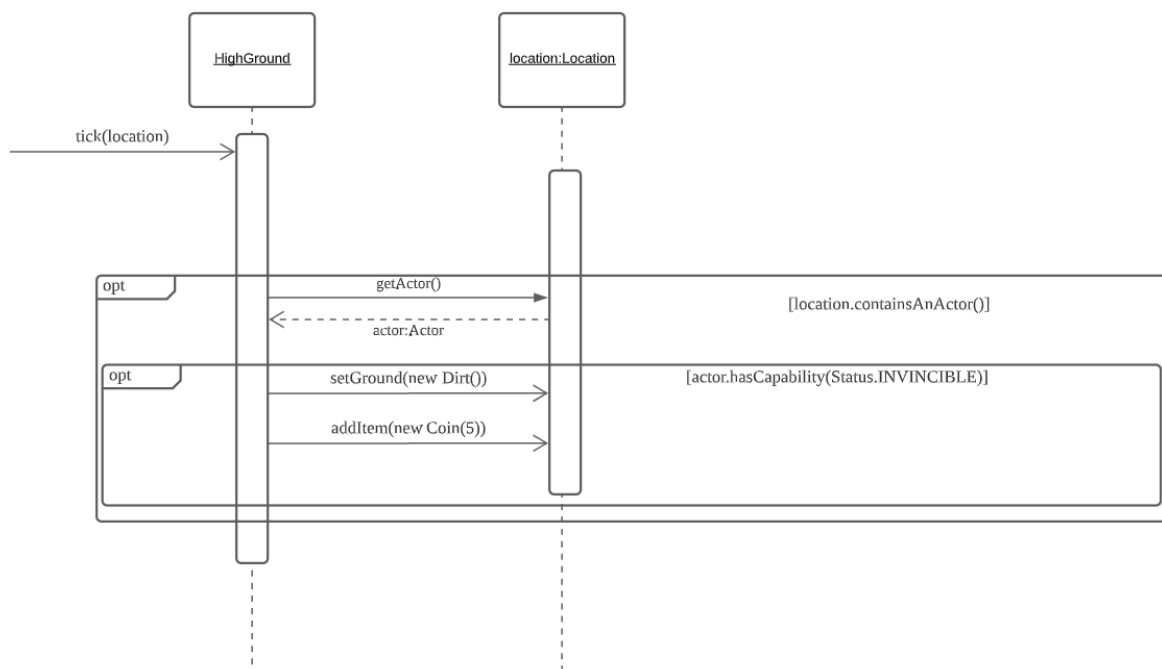 HighGround
location:Location
tick(location)
opt
getActor()
[location.containsAnActor()]
actor:Actor
opt
setGround(new Dirt())
[actor.hasCapability(Status.INVINCIBLE)]
addItem(new Coin(5))